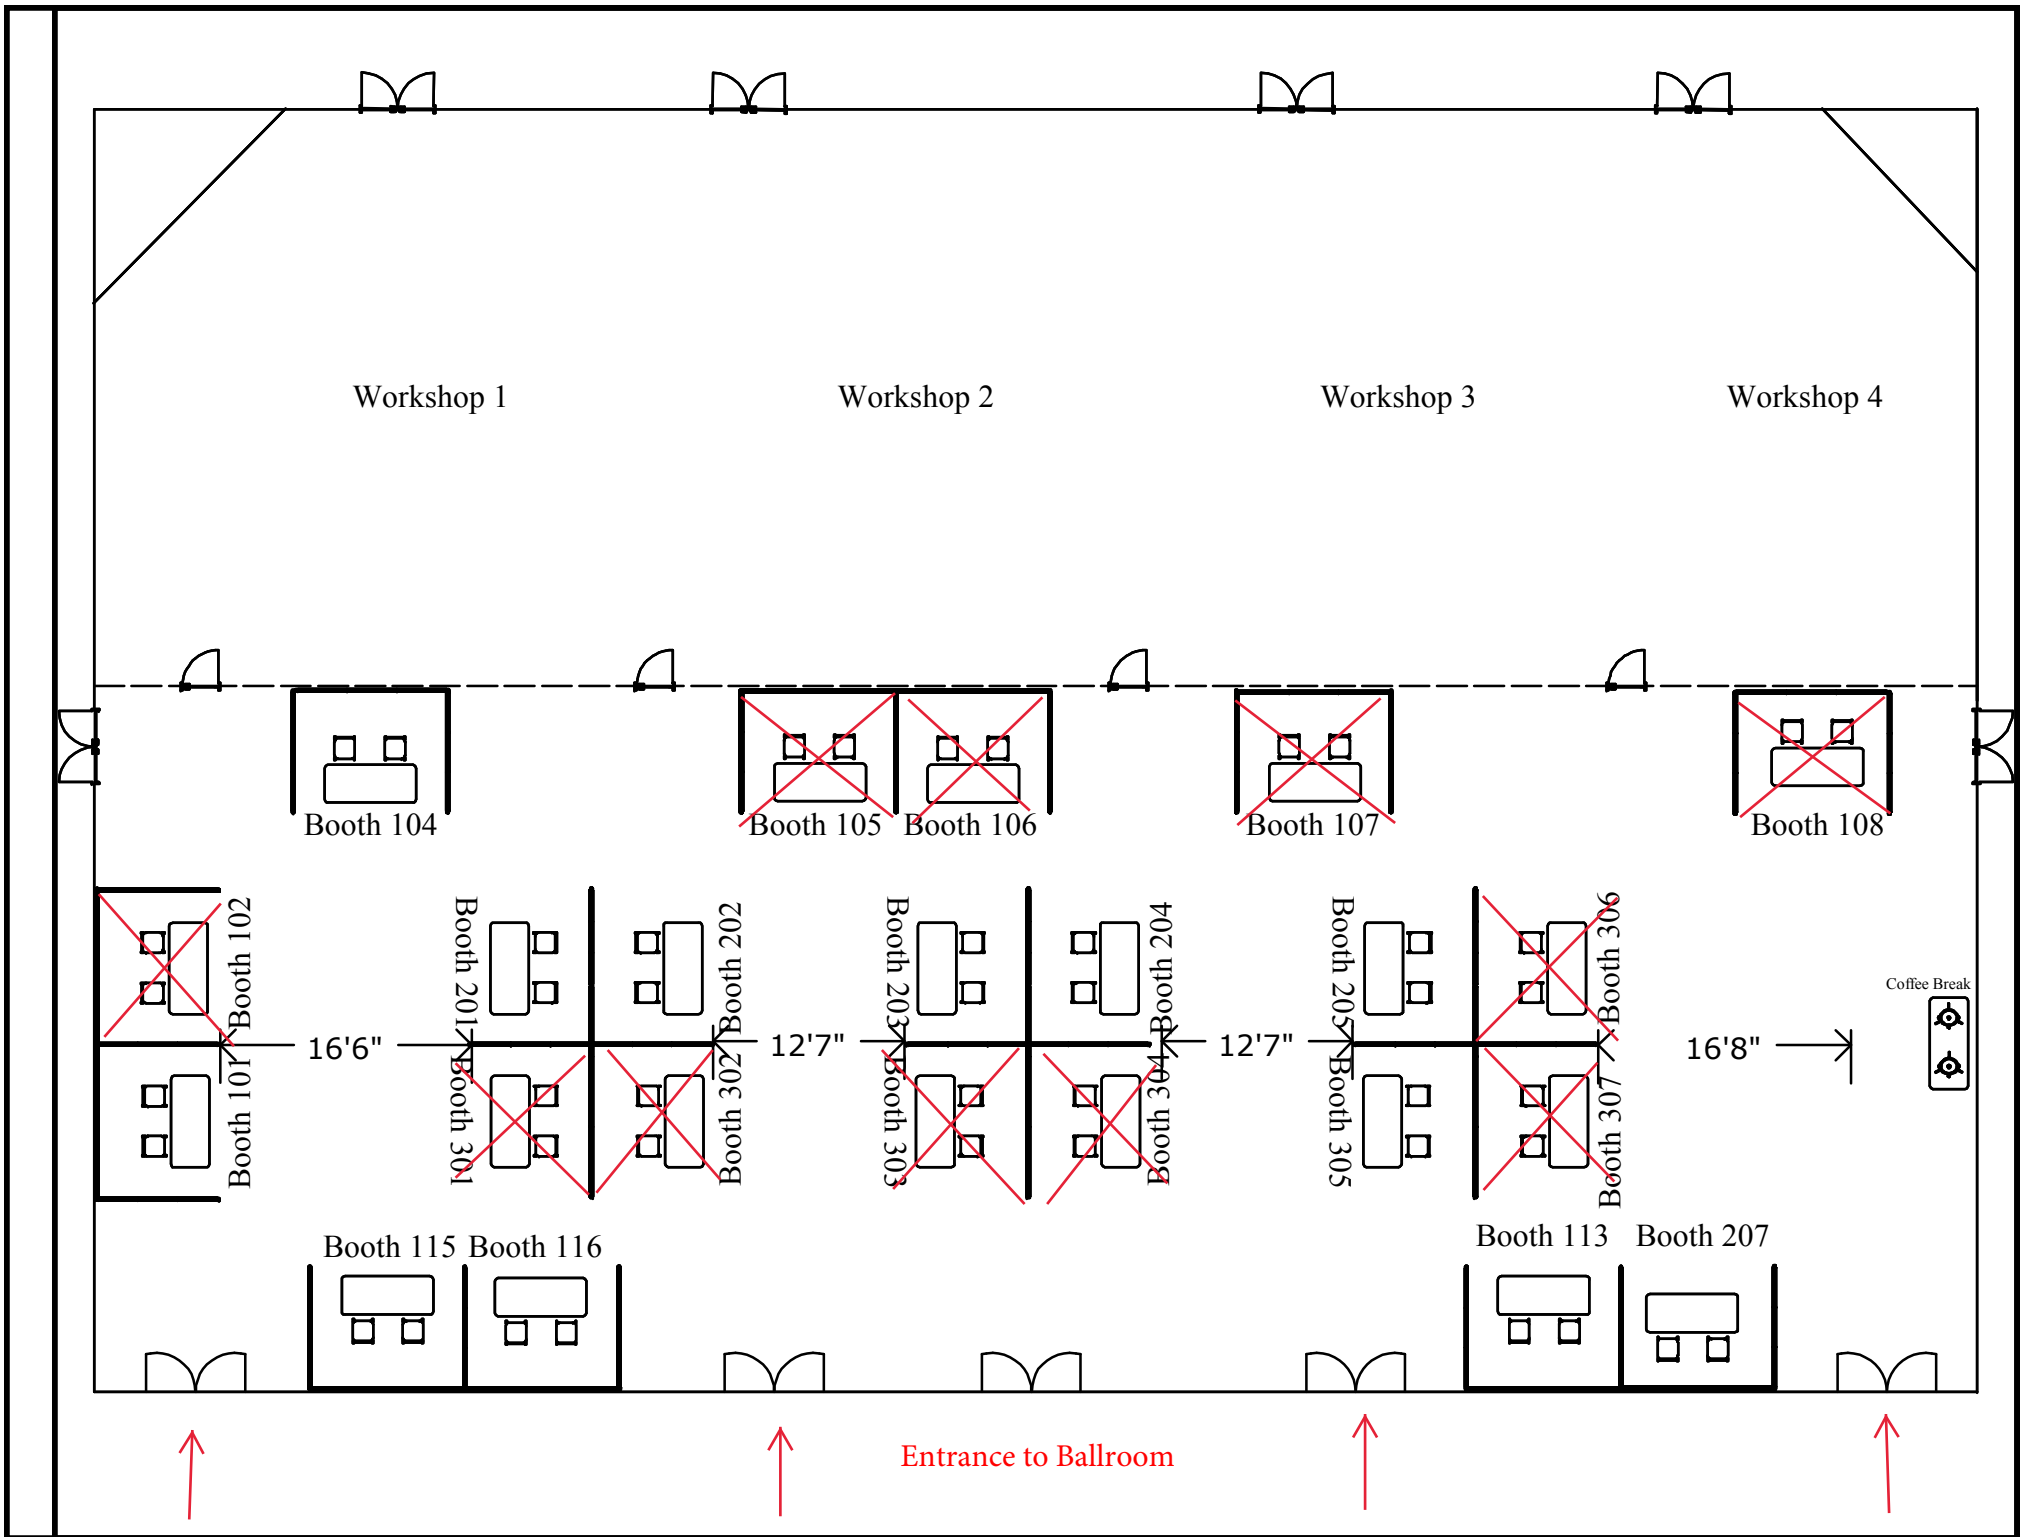 Workshop 1
Workshop 2
Workshop 3
Workshop 4
Booth 104
Booth 105
Booth 106
Booth 107
Booth 108
Booth 102
Booth 201
Booth 202
Booth 203
Booth 204
Booth 205
Booth 306
Coffee Break
16'6"
12'7"
12'7"
16'8"
Booth 101
Booth 301
Booth 302
Booth 303
Booth 304
Booth 305
Booth 307
Booth 115
Booth 116
Booth 113
Booth 207
Entrance to Ballroom